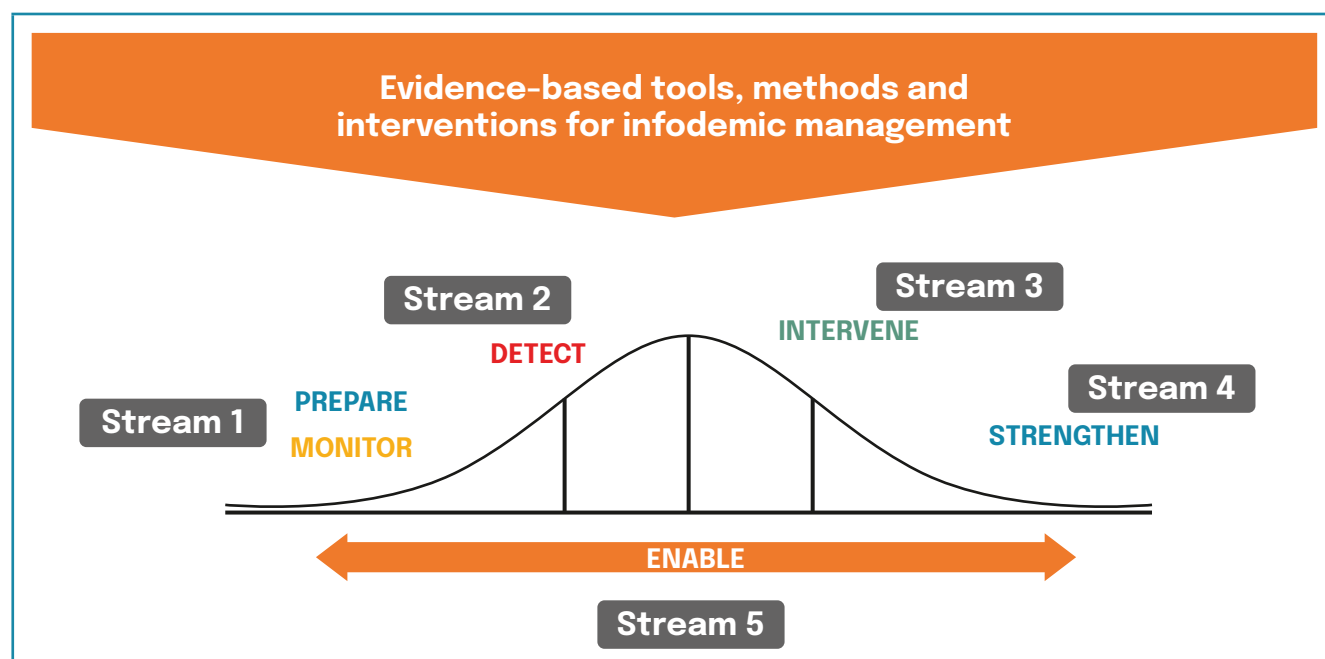 Evidence-based tools, methods and
interventions for infodemic management
Stream 1
PREPARE
MONITOR
Stream 2
DETECT
Stream 3
INTERVENE
Stream 4
STRENGTHEN
ENABLE
Stream 5